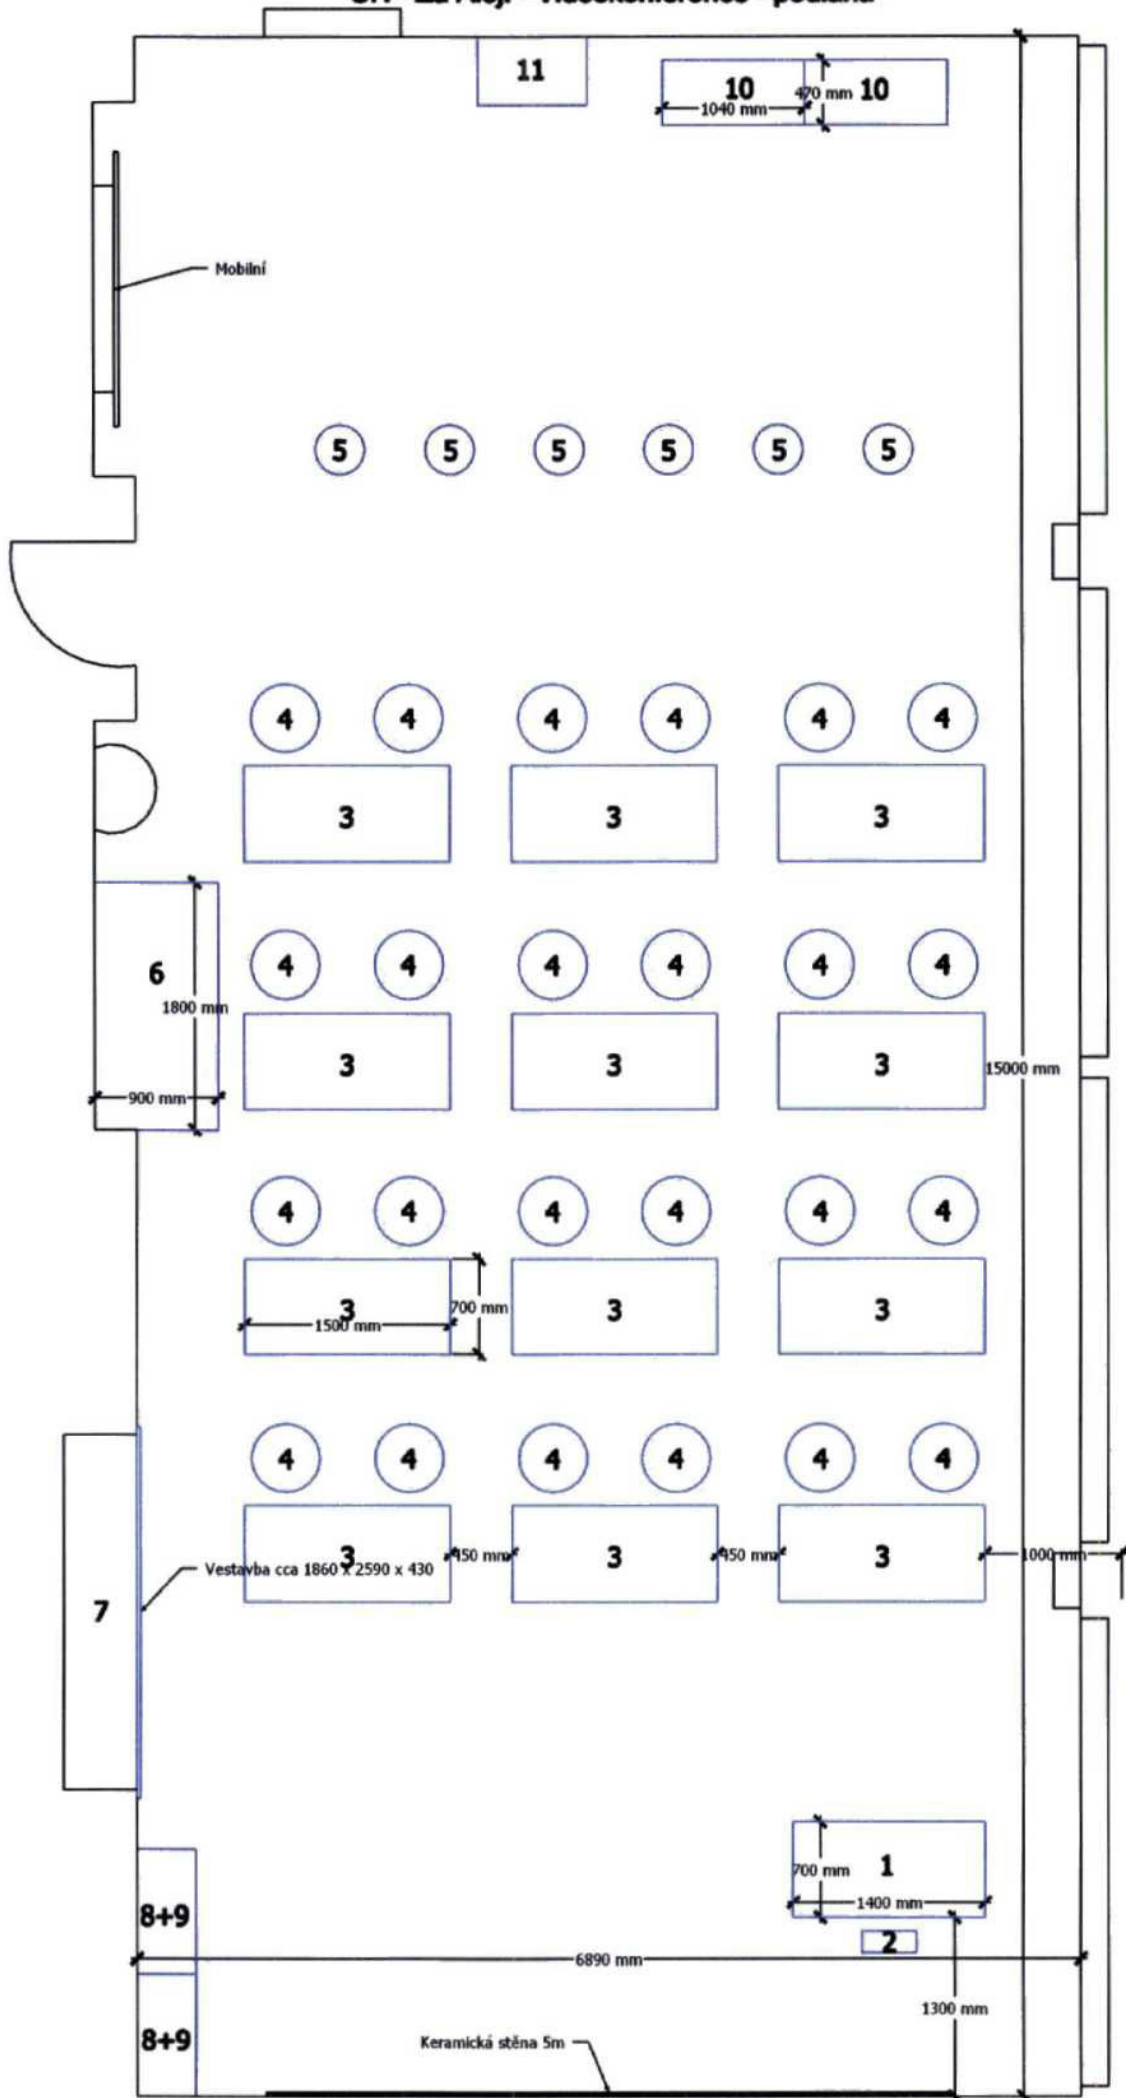 Videokonference - podlaha
11
10
10
470 mm
1040 mm
Mobilní
5 5 5 5 5 5
4 4 4 4 4 4
3 3 3
6
1800 mm
900 mm
4 4 4 4 4 4
3 3 3
15000 mm
4 4 4 4 4 4
3 3 3
1500 mm
700 mm
4 4 4 4 4 4
3 3 3
450 mm
450 mm
1000 mm
Vestavba cca 1860 x 2590 x 430
7
1
700 mm
1400 mm
8+9
2
6890 mm
1300 mm
8+9
Keramická stěna 5m